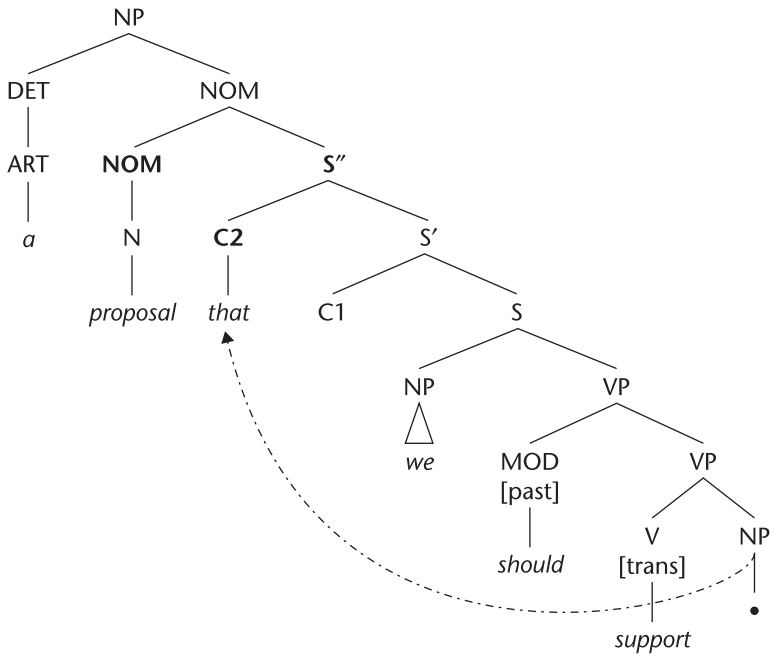 NP
DET NOM
ART NOM S″
a N C2 S′
proposal that C1 S
NP VP
we MOD VP
[past]
should V NP
[trans]
support